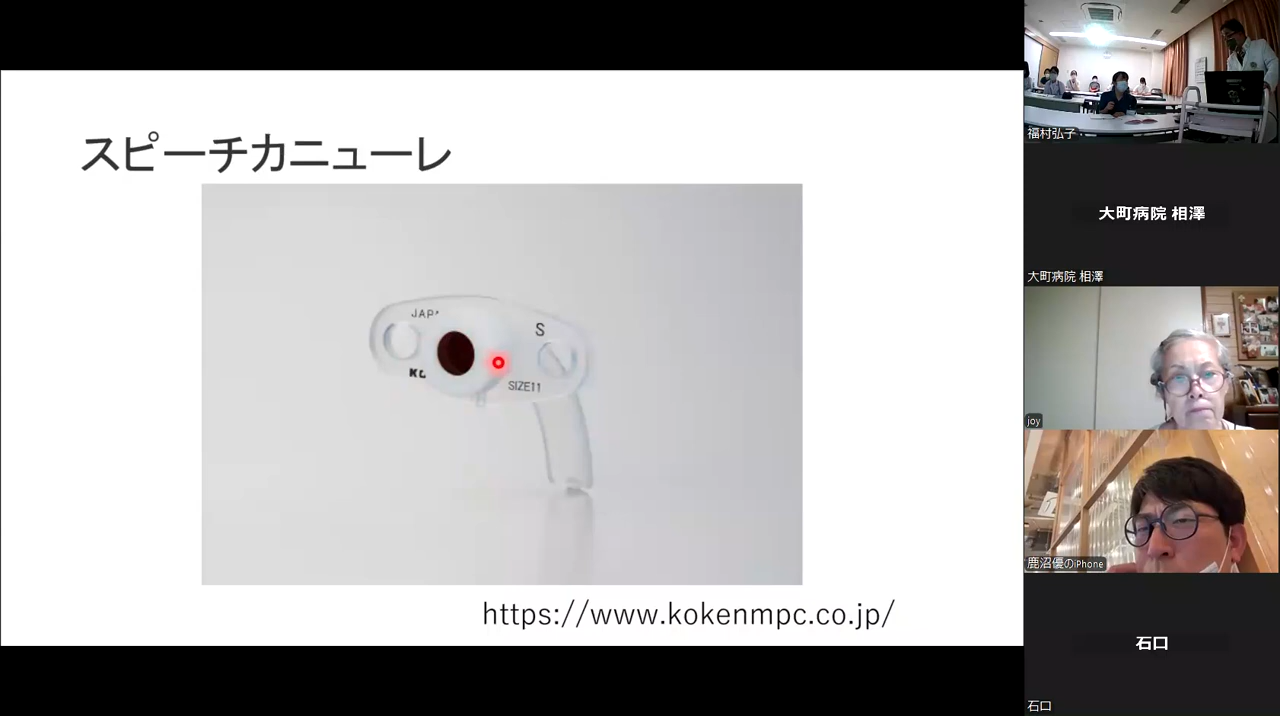 スピーチカニューレ
JAPA
KO
S
SIZE11
https://www.kokenmpc.co.jp/
福村弘子
大町病院 相澤
大町病院 相澤
joy
鹿沼優のiPhone
石口
石口